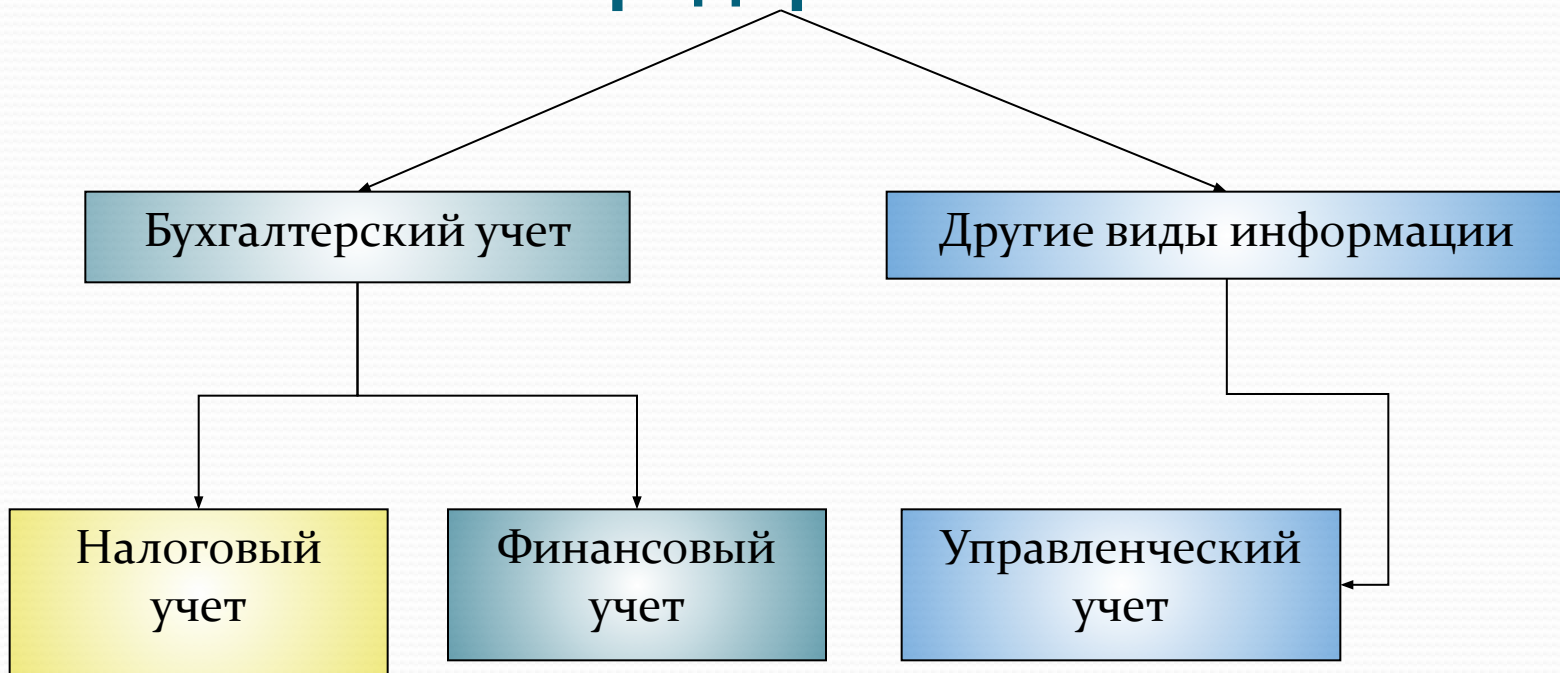 Бухгалтерский учет
Другие виды информации
Налоговый
учет
Финансовый
учет
Управленческий
учет